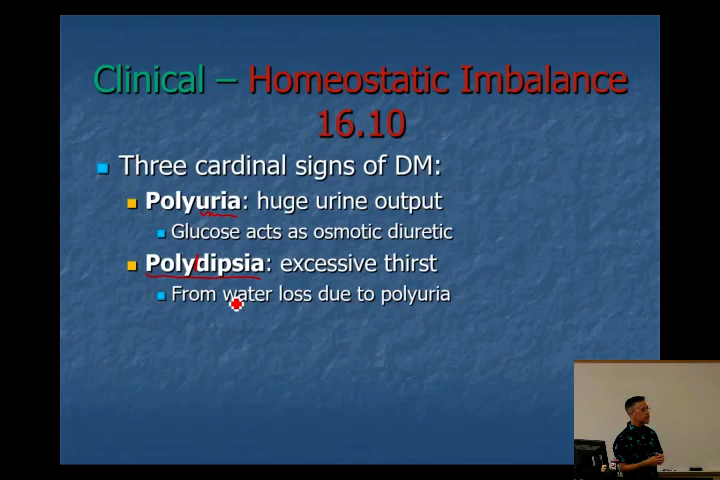 Clinical – Homeostatic Imbalance
16.10
Three cardinal signs of DM:
Polyuria: huge urine output
Glucose acts as osmotic diuretic
Polydipsia: excessive thirst
From water loss due to polyuria